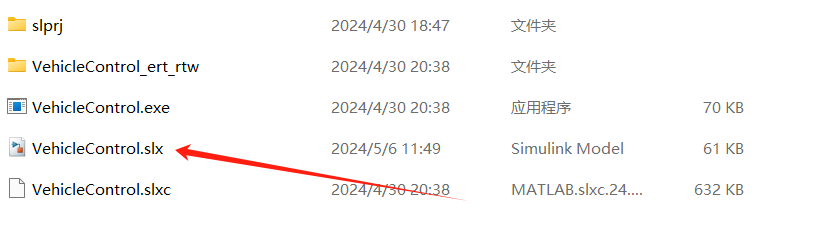 slprj 2024/4/30 18:47 文件夹
VehicleControl_ert_rtw 2024/4/30 20:38 文件夹
VehicleControl.exe 2024/4/30 20:38 应用程序 70 KB
VehicleControl.slx 2024/5/6 11:49 Simulink Model 61 KB
VehicleControl.slxc 2024/4/30 20:38 MATLAB.slxc.24.... 632 KB